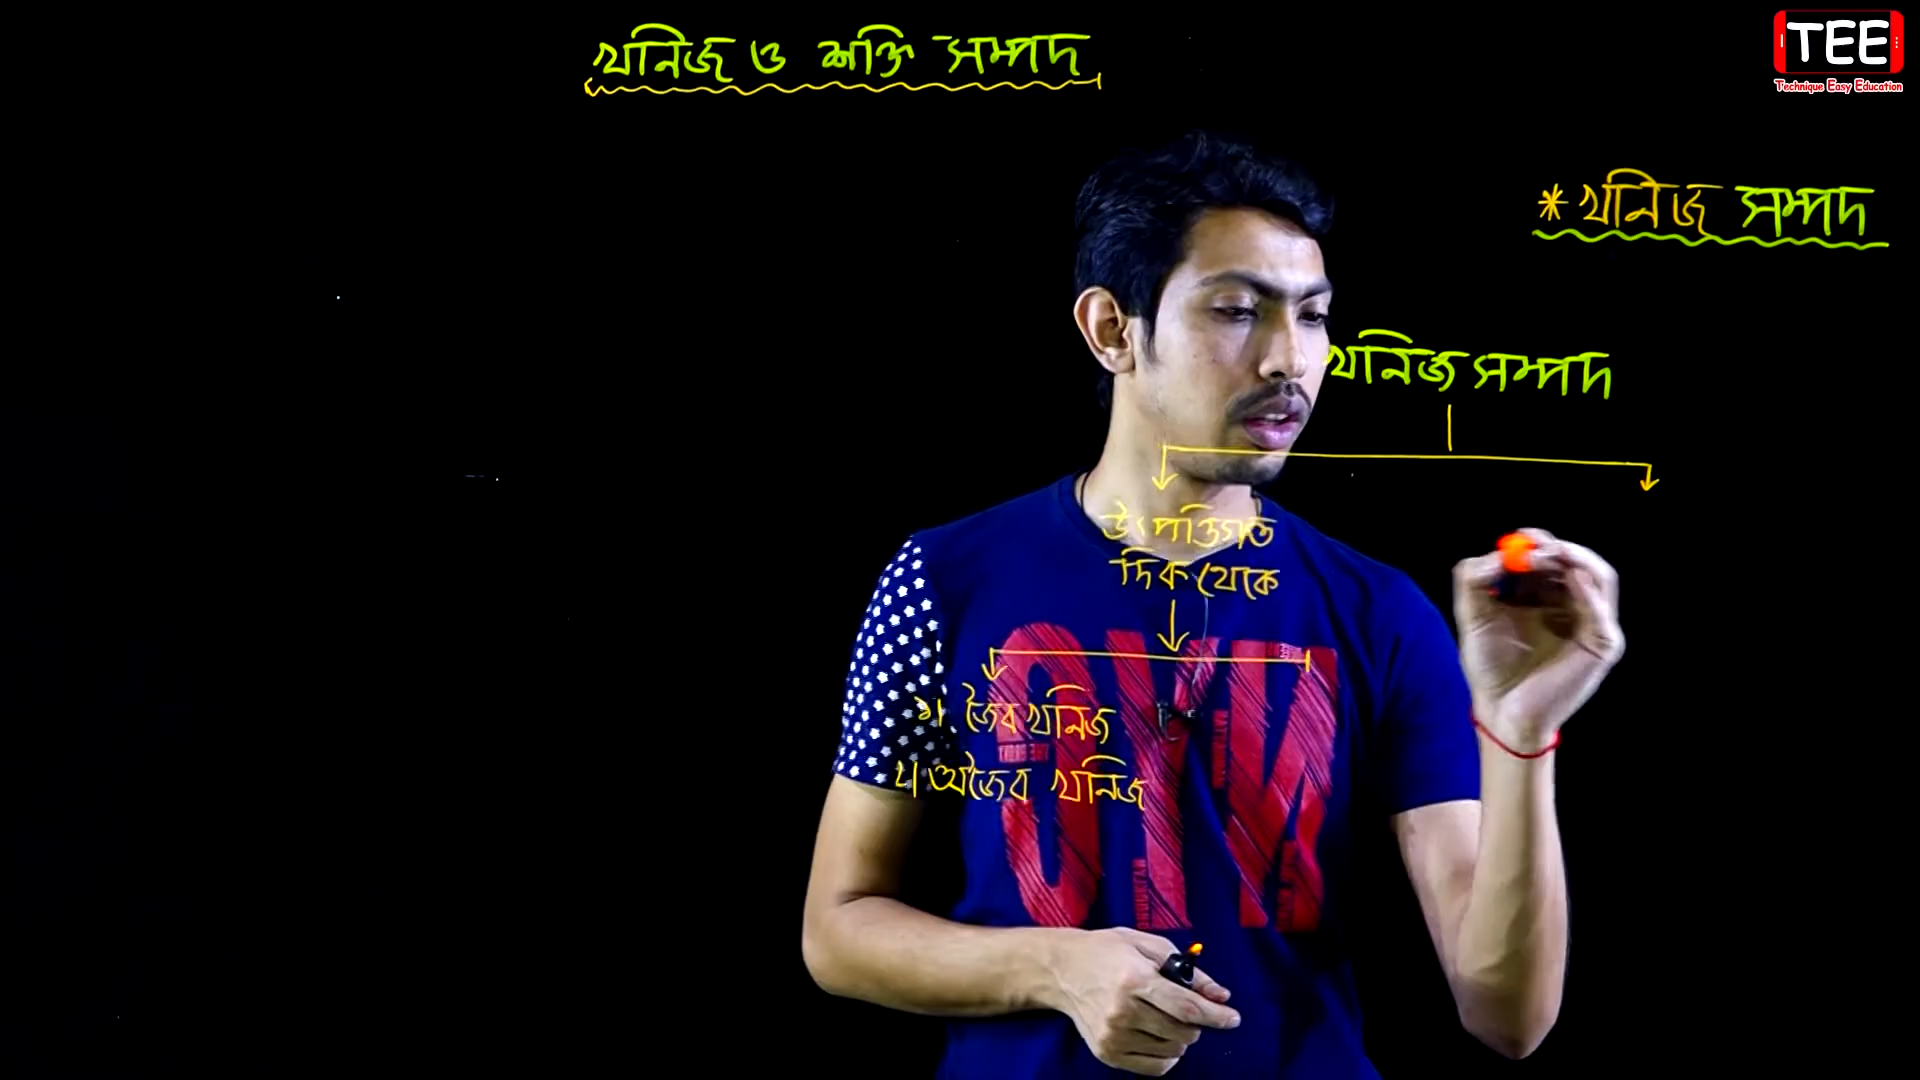 খনিজ ও শক্তি সম্পদ
TEE
Technique Easy Education
* খনিজ সম্পদ
খনিজ সম্পদ
উৎপত্তিগত
দিক থেকে
১। জৈব খনিজ
২। অজৈব খনিজ